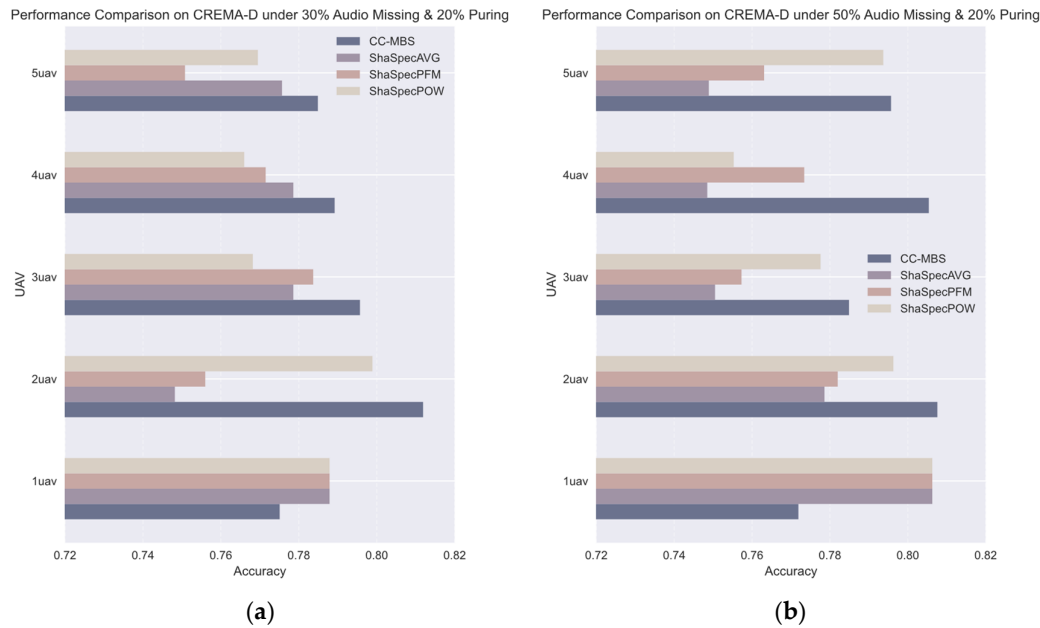 Performance Comparison on CREMA-D under 30% Audio Missing & 20% Puring
CC-MBS
ShaSpecAVG
ShaSpecPFM
ShaSpecPOW
5uav
4uav
3uav
2uav
1uav
UAV
0.72 0.74 0.76 0.78 0.80 0.82
Accuracy
(a)
Performance Comparison on CREMA-D under 50% Audio Missing & 20% Puring
5uav
4uav
3uav
2uav
1uav
UAV
CC-MBS
ShaSpecAVG
ShaSpecPFM
ShaSpecPOW
0.72 0.74 0.76 0.78 0.80 0.82
Accuracy
(b)